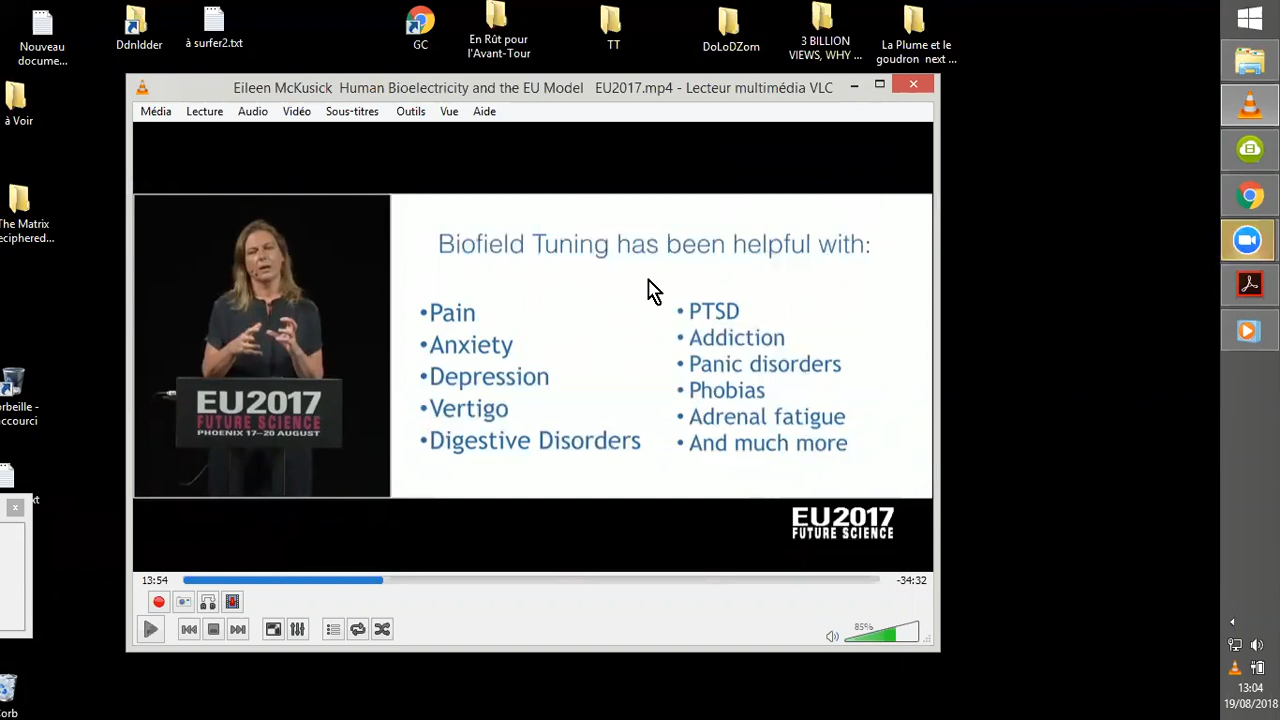 Nouveau
docume...
Ddnldder
à surfer2.txt
GC
En Rût pour
l'Avant-Tour
TT
DoLoDZom
3 BILLION
VIEWS, WHY ...
La Plume et le
goudron next ...
à Voir
The Matrix
eciphered...
orbeille -
accourci
xt
x
Corb
Eileen McKusick Human Bioelectricity and the EU Model EU2017.mp4 - Lecteur multimédia VLC
Média Lecture Audio Vidéo Sous-titres Outils Vue Aide
Biofield Tuning has been helpful with:
•Pain
•Anxiety
•Depression
•Vertigo
•Digestive Disorders
• PTSD
• Addiction
• Panic disorders
• Phobias
• Adrenal fatigue
• And much more
EU2017
FUTURE SCIENCE
PHOENIX 17–20 AUGUST
EU2017
FUTURE SCIENCE
13:54
-34:32
85%
13:04
19/08/2018